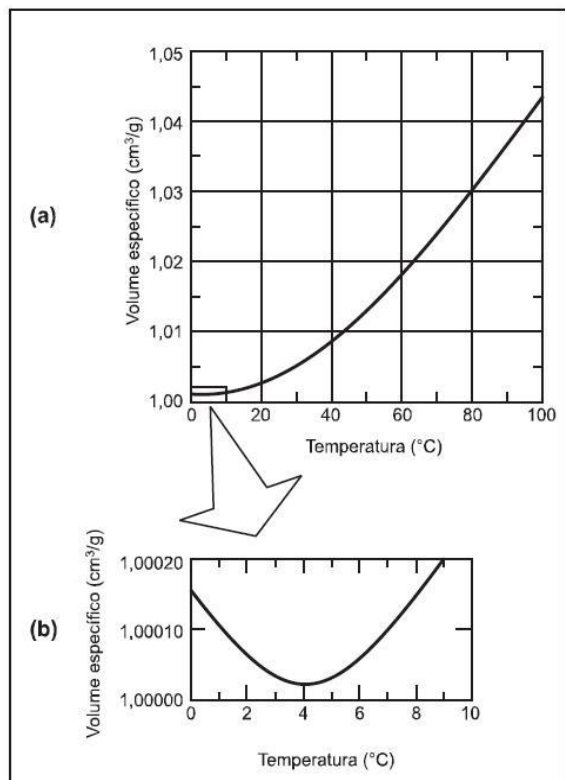 (a)
Volume específico (cm³/g)
1,05
1,04
1,03
1,02
1,01
1,00
0 20 40 60 80 100
Temperatura (°C)
(b)
Volume específico (cm³/g)
1,00020
1,00010
1,00000
0 2 4 6 8 10
Temperatura (°C)